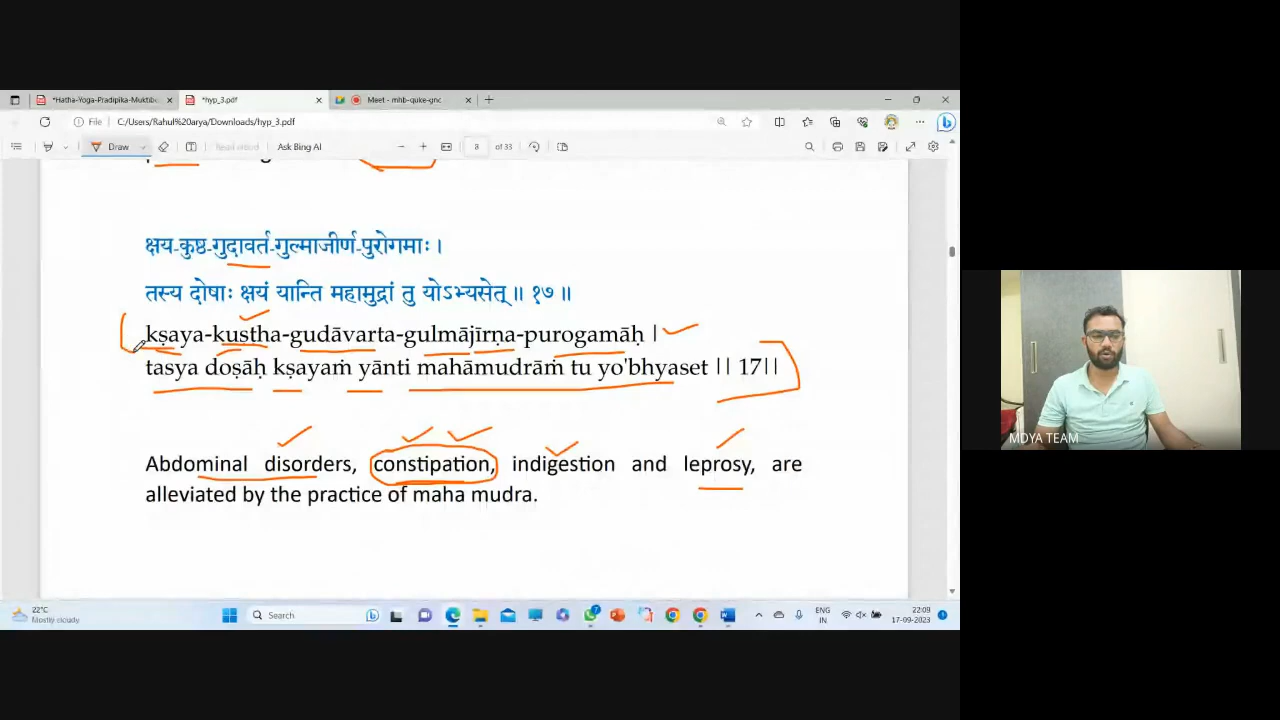 *Hatha-Yoga-Pradipika-Muktib
*hyp_3.pdf
Meet - mhb-quke-gnc
File C:/Users/Rahul%20arya/Downloads/hyp_3.pdf
Draw Read aloud Ask Bing AI 8 of 33
क्षय-कुष्ठ-गुदावर्त-गुल्माजीर्ण-पुरोगमाः ।
तस्य दोषाः क्षयं यान्ति महामुद्रां तु योऽभ्यसेत् ॥ १७ ॥
kṣaya-kustha-gudāvarta-gulmājīrṇa-purogamāḥ |
tasya doṣāḥ kṣayaṁ yānti mahāmudrāṁ tu yo'bhyaset || 17||
Abdominal disorders, constipation, indigestion and leprosy, are
alleviated by the practice of maha mudra.
MDYA TEAM
22°C
Mostly cloudy
Search
ENG
IN
22:09
17-09-2023